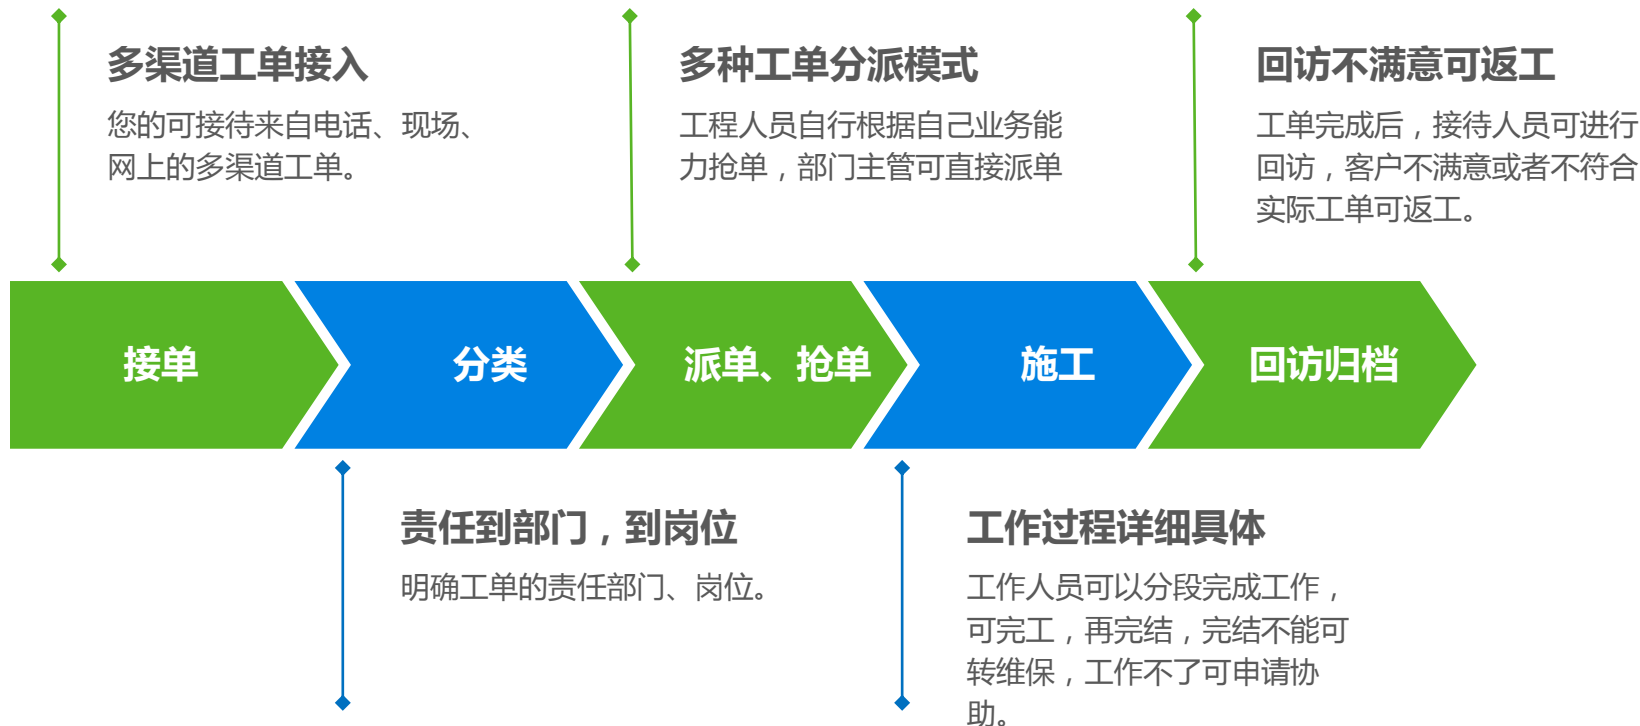 多渠道工单接入
您的可接待来自电话、现场、
网上的多渠道工单。
多种工单分派模式
工程人员自行根据自己业务能
力抢单，部门主管可直接派单
回访不满意可返工
工单完成后，接待人员可进行
回访，客户不满意或者不符合
实际工单可返工。
接单
分类
派单、抢单
施工
回访归档
责任到部门，到岗位
明确工单的责任部门、岗位。
工作过程详细具体
工作人员可以分段完成工作，
可完工，再完结，完结不能可
转维保，工作不了可申请协
助。